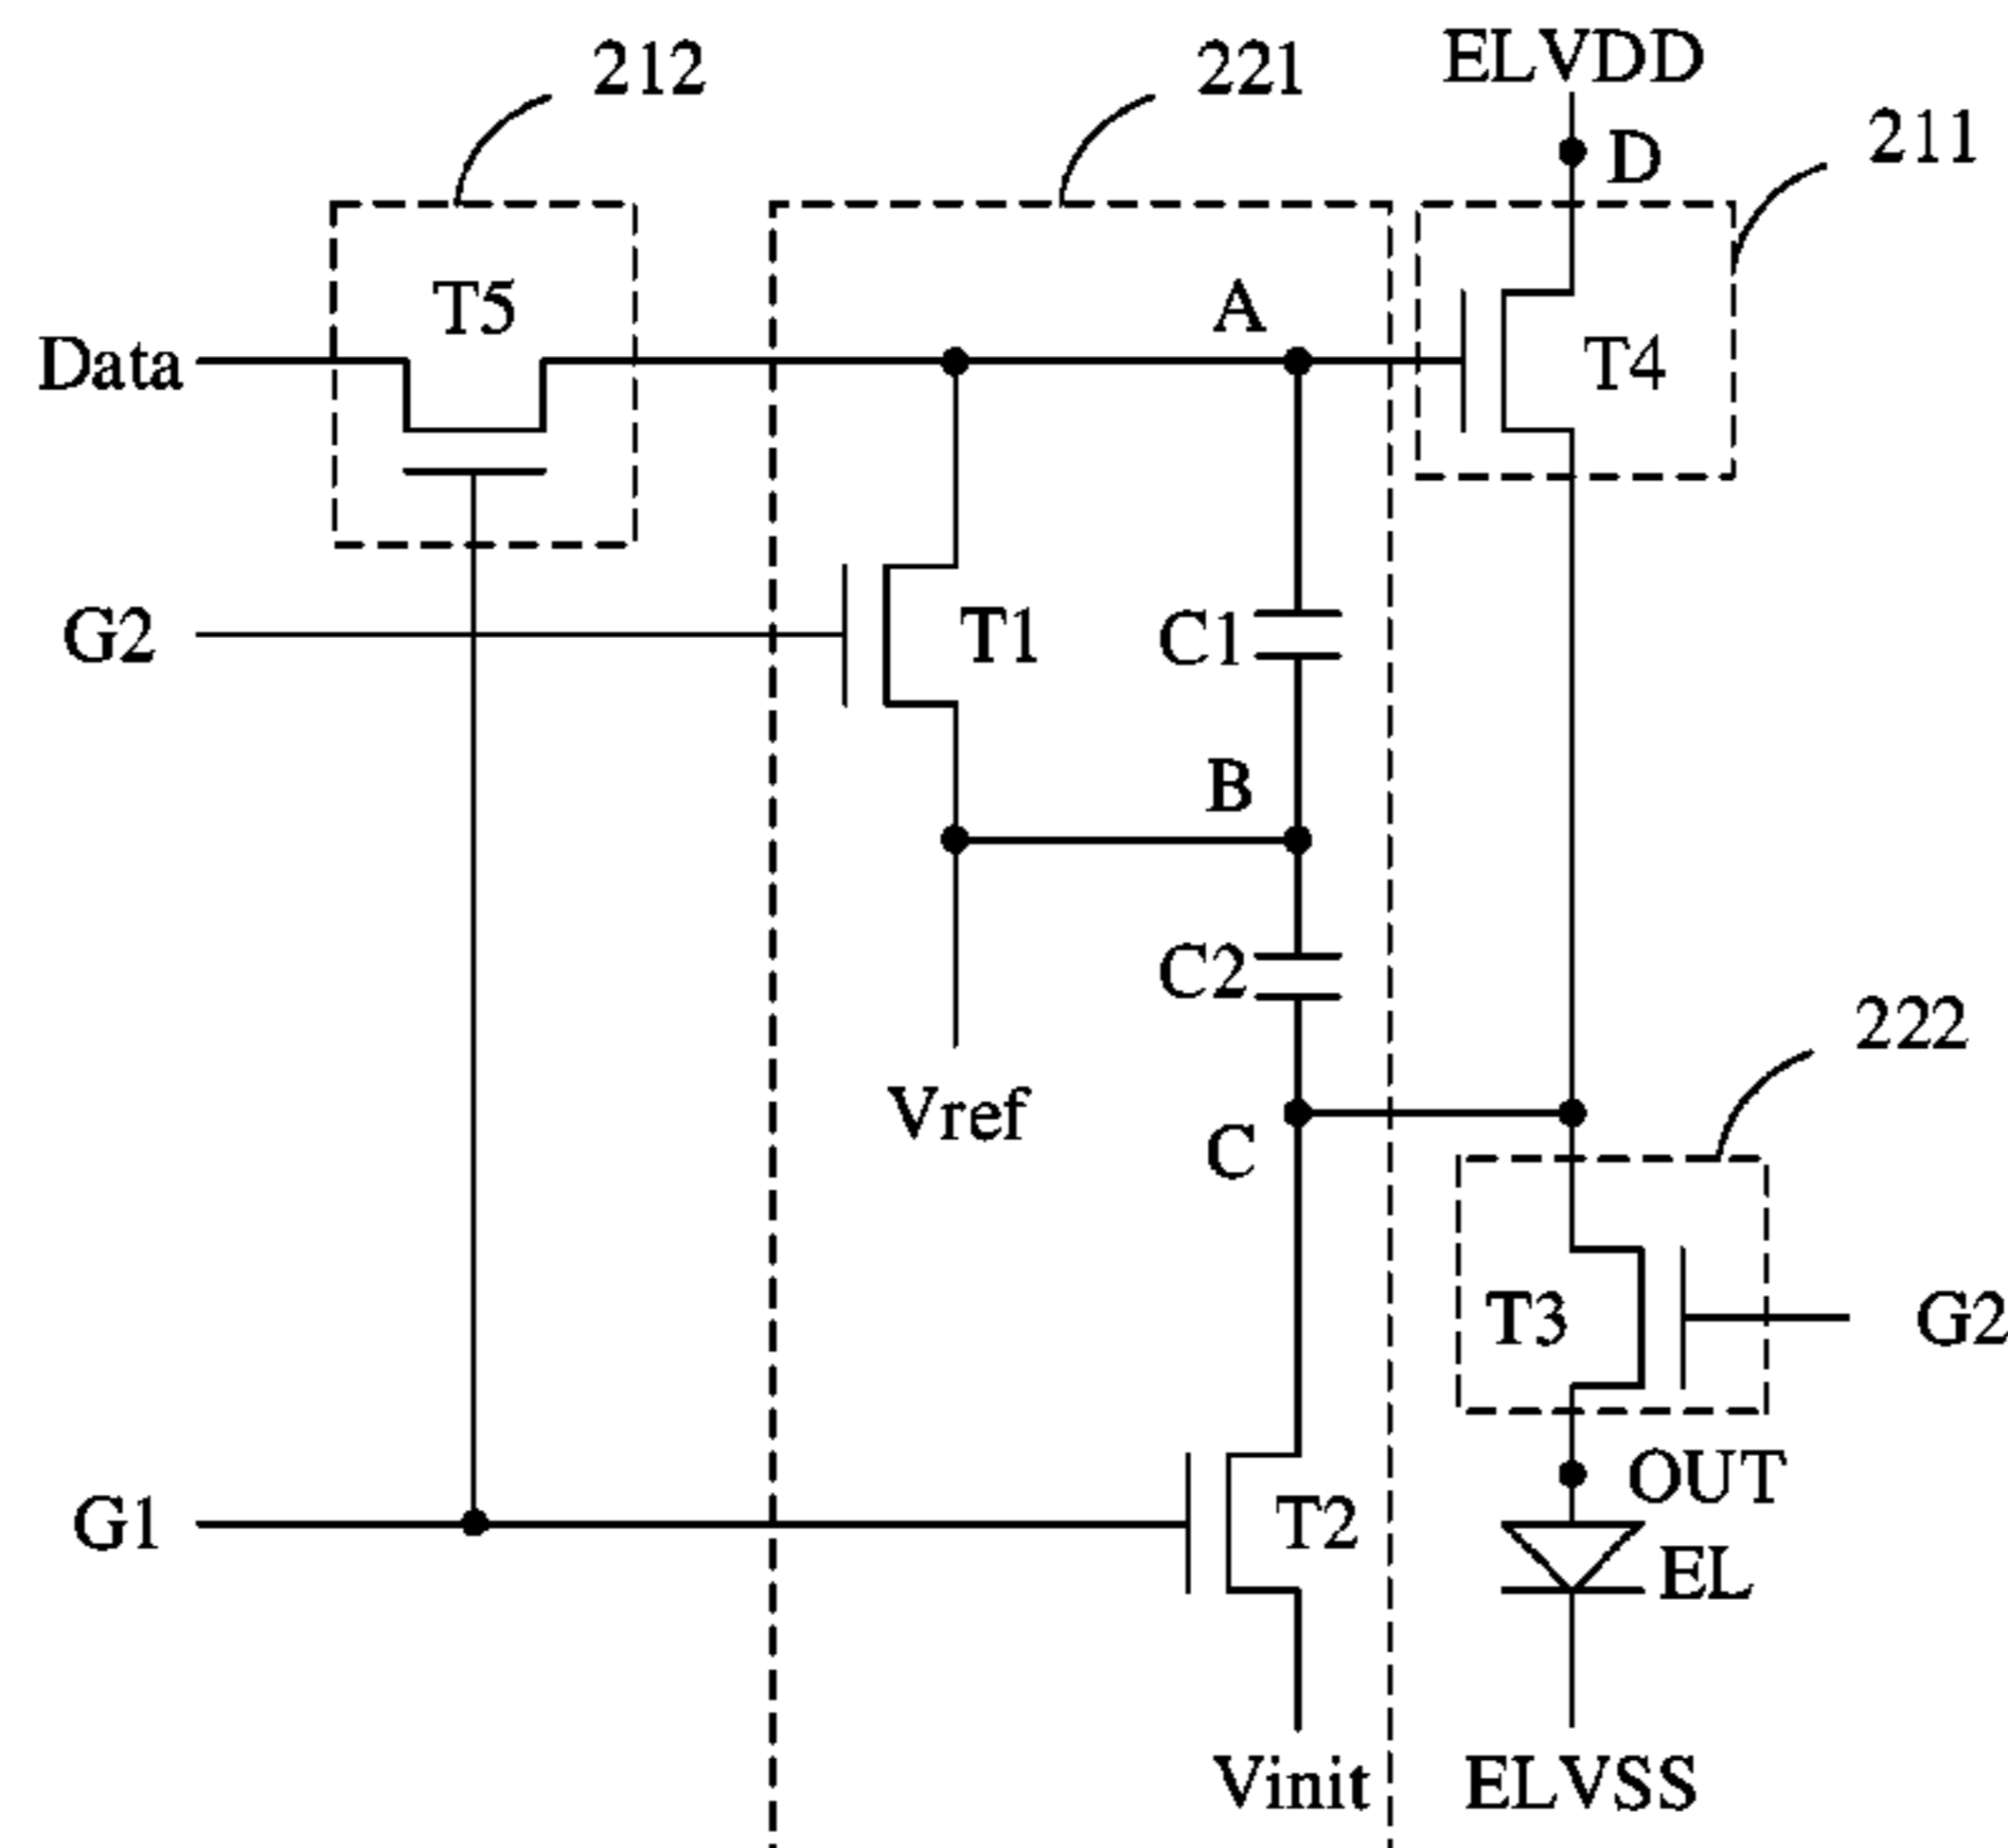 212
221
ELVDD
D
211
T5
A
Data
T4
G2
T1
C1
B
C2
Vref
222
C
T3
G2
OUT
G1
T2
EL
Vinit
ELVSS